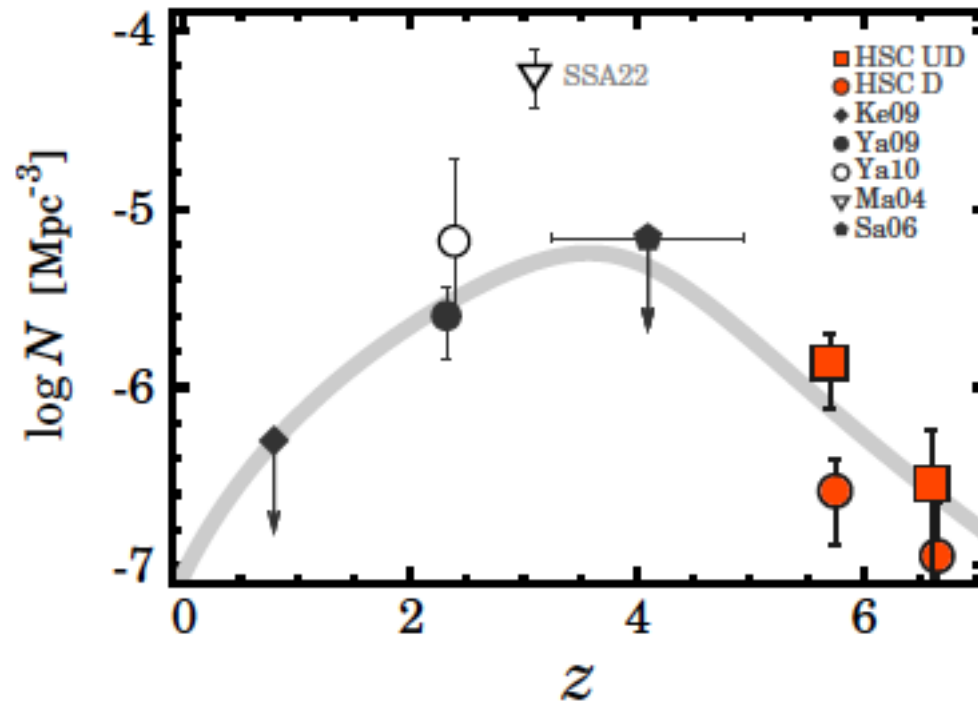 -4
-5
-6
-7
log N [Mpc⁻³]
SSA22
HSC UD
HSC D
Ke09
Ya09
Ya10
Ma04
Sa06
0 2 4 6
z